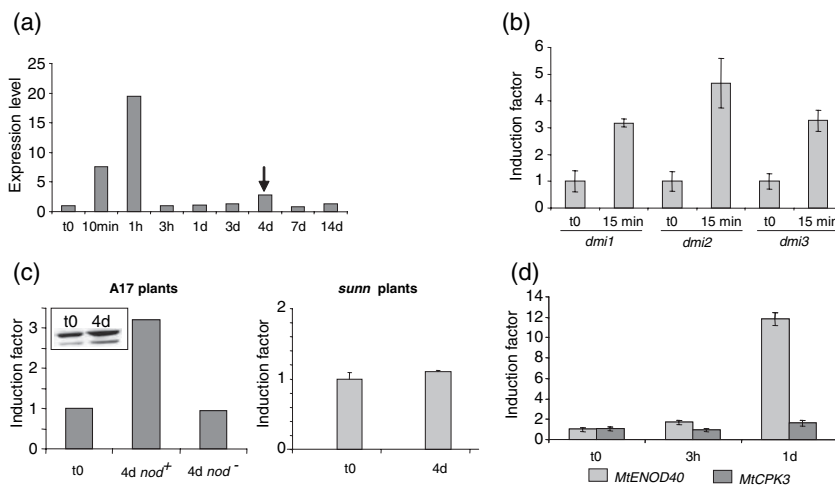 (a)
Expression level
25
20
15
10
5
0
t0 10min 1h 3h 1d 3d 4d 7d 14d
(b)
Induction factor
6
5
4
3
2
1
0
t0 15 min t0 15 min t0 15 min
dmi1 dmi2 dmi3
(c)
A17 plants
Induction factor
3
2
1
0
t0 4d
t0 4d nod+ 4d nod -
sunn plants
Induction factor
2
1
1
0
t0 4d
(d)
Induction factor
14
12
10
8
6
4
2
0
t0 3h 1d
MtENOD40 MtCPK3